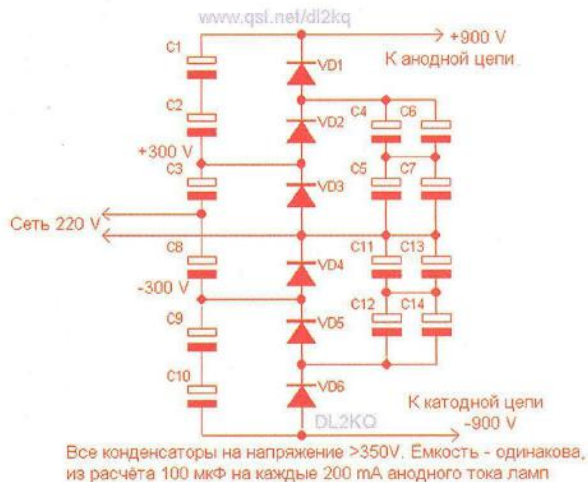 www.qsl.net/dl2kq
C1
+900 V
К анодной цепи
VD1
C2
C4
C6
VD2
+300 V
C3
C5
C7
VD3
Сеть 220 V
C8
C11
C13
VD4
-300 V
C12
C14
C9
VD5
C10
VD6
К катодной цепи
-900 V
DL2KQ
Все конденсаторы на напряжение >350V. Емкость - одинакова,
из расчёта 100 мкФ на каждые 200 mA анодного тока ламп